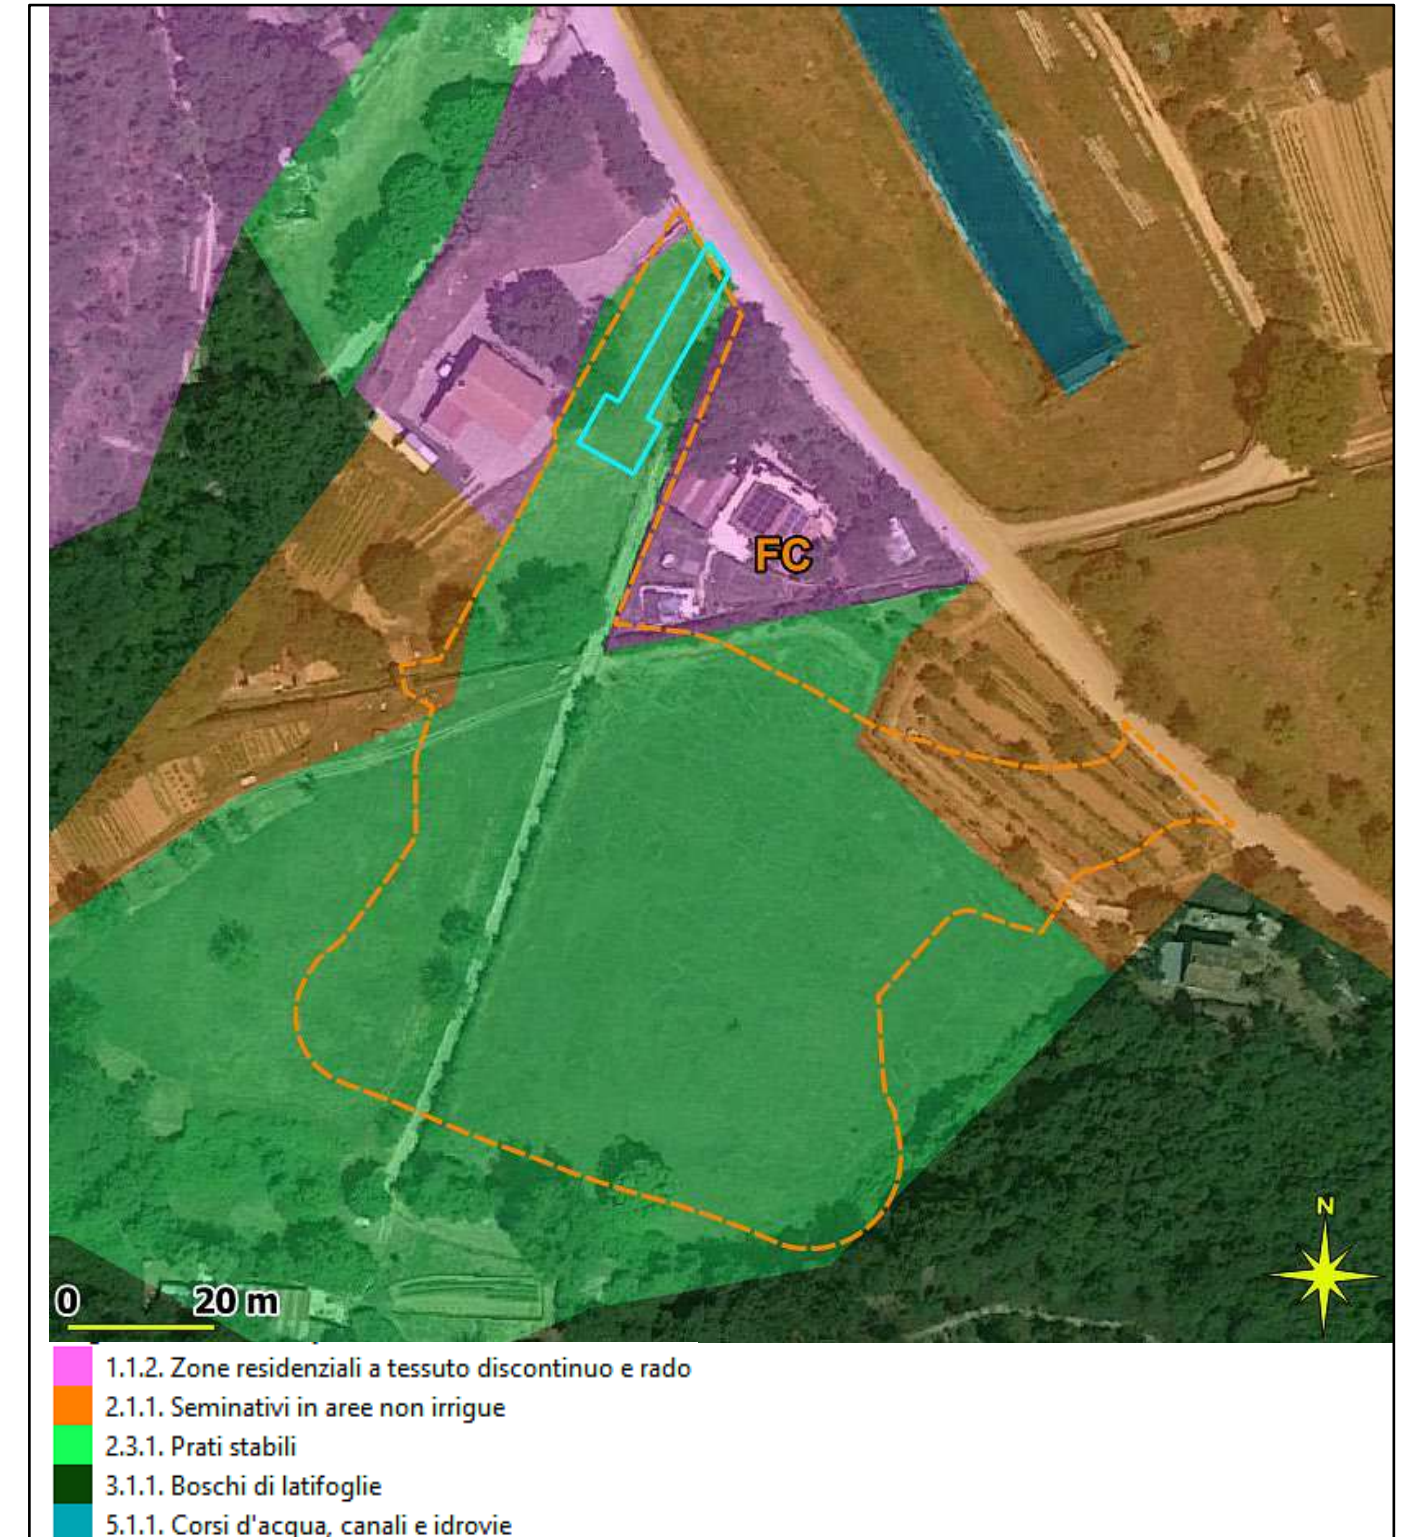 FC
N
0 20 m
1.1.2. Zone residenziali a tessuto discontinuo e rado
2.1.1. Seminativi in aree non irrigue
2.3.1. Prati stabili
3.1.1. Boschi di latifoglie
5.1.1. Corsi d'acqua, canali e idrovie